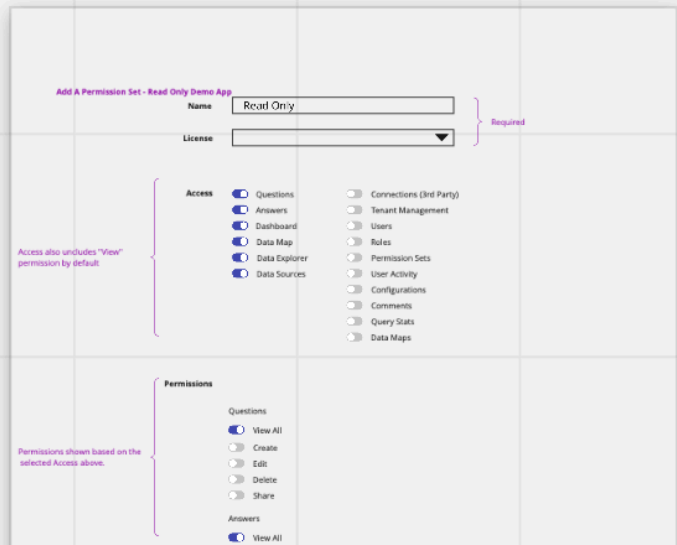 Add A Permission Set - Read Only Demo App
Name
Read Only
Required
License
Access
Questions
Answers
Dashboard
Data Map
Data Explorer
Data Sources
Connections (3rd Party)
Tenant Management
Users
Roles
Permission Sets
User Activity
Configurations
Comments
Query Stats
Data Maps
Access also uncludes "View"
permission by default
Permissions
Questions
View All
Create
Edit
Delete
Share
Permissions shown based on the
selected Access above.
Answers
View All